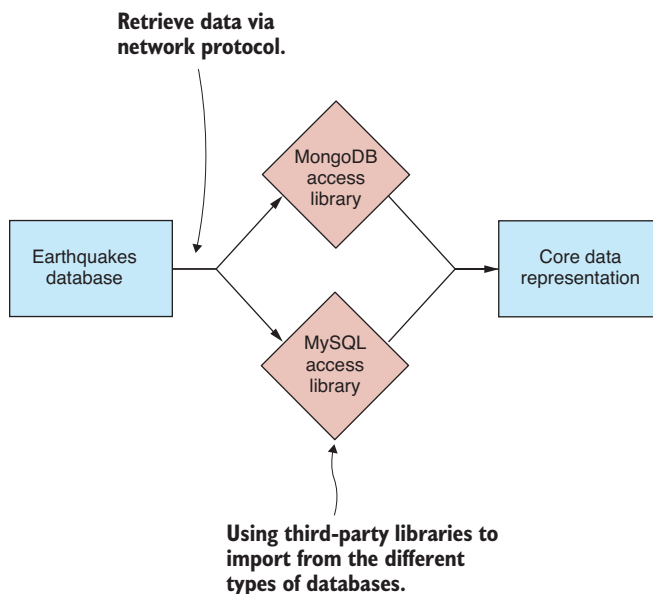 Retrieve data via
network protocol.
MongoDB
access
library
Earthquakes
database
Core data
representation
MySQL
access
library
Using third-party libraries to
import from the different
types of databases.